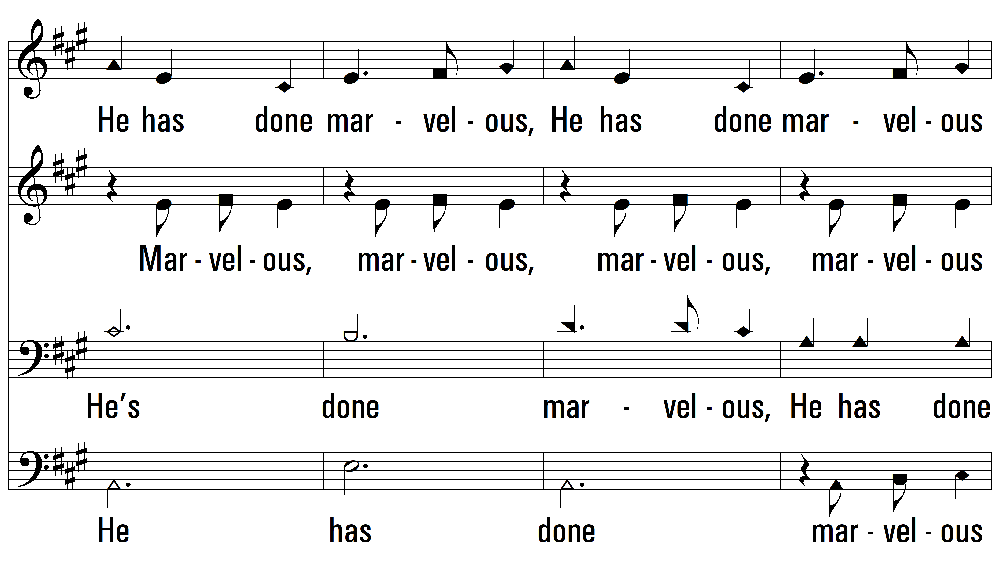 He has done mar - vel - ous, He has done mar - vel - ous
Mar - vel - ous, mar - vel - ous, mar - vel - ous, mar - vel - ous
He’s done mar - vel - ous, He has done
He has done mar - vel - ous